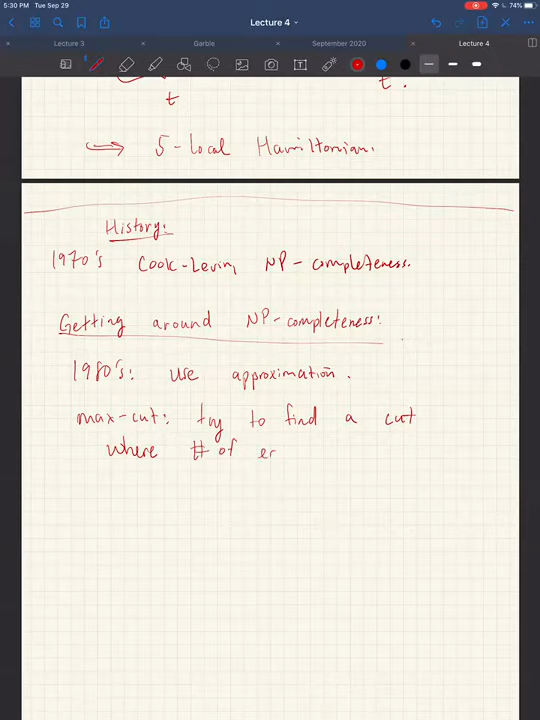 5:30 PM Tue Sep 29
74%
Lecture 4
Lecture 3
Garble
September 2020
Lecture 4
t
t.
⟹ 5-local Hamiltonian.
History:
1970's Cook-Levin, NP-completeness.
Getting around NP-completeness:
1980's: use approximation.
max-cut: try to find a cut
where # of er